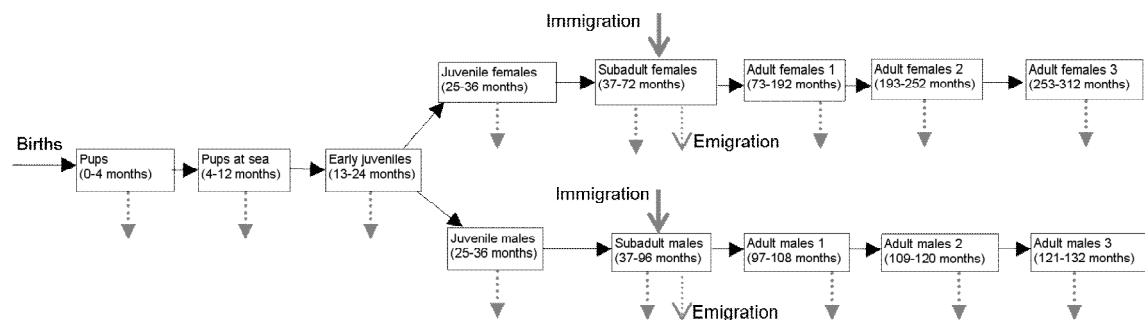 Immigration
Juvenile females
(25-36 months)
Subadult females
(37-72 months)
Adult females 1
(73-192 months)
Adult females 2
(193-252 months)
Adult females 3
(253-312 months)
Emigration
Births
Pups
(0-4 months)
Pups at sea
(4-12 months)
Early juveniles
(13-24 months)
Immigration
Juvenile males
(25-36 months)
Subadult males
(37-96 months)
Adult males 1
(97-108 months)
Adult males 2
(109-120 months)
Adult males 3
(121-132 months)
Emigration